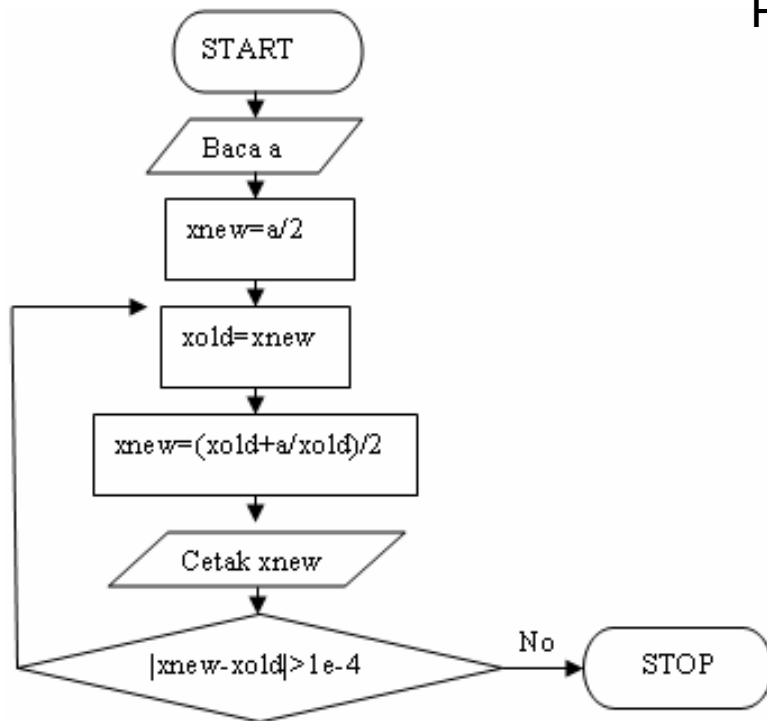 START
Baca a
xnew=a/2
xold=xnew
xnew=(xold+a/xold)/2
Cetak xnew
|xnew-xold|>1e-4
No
STOP